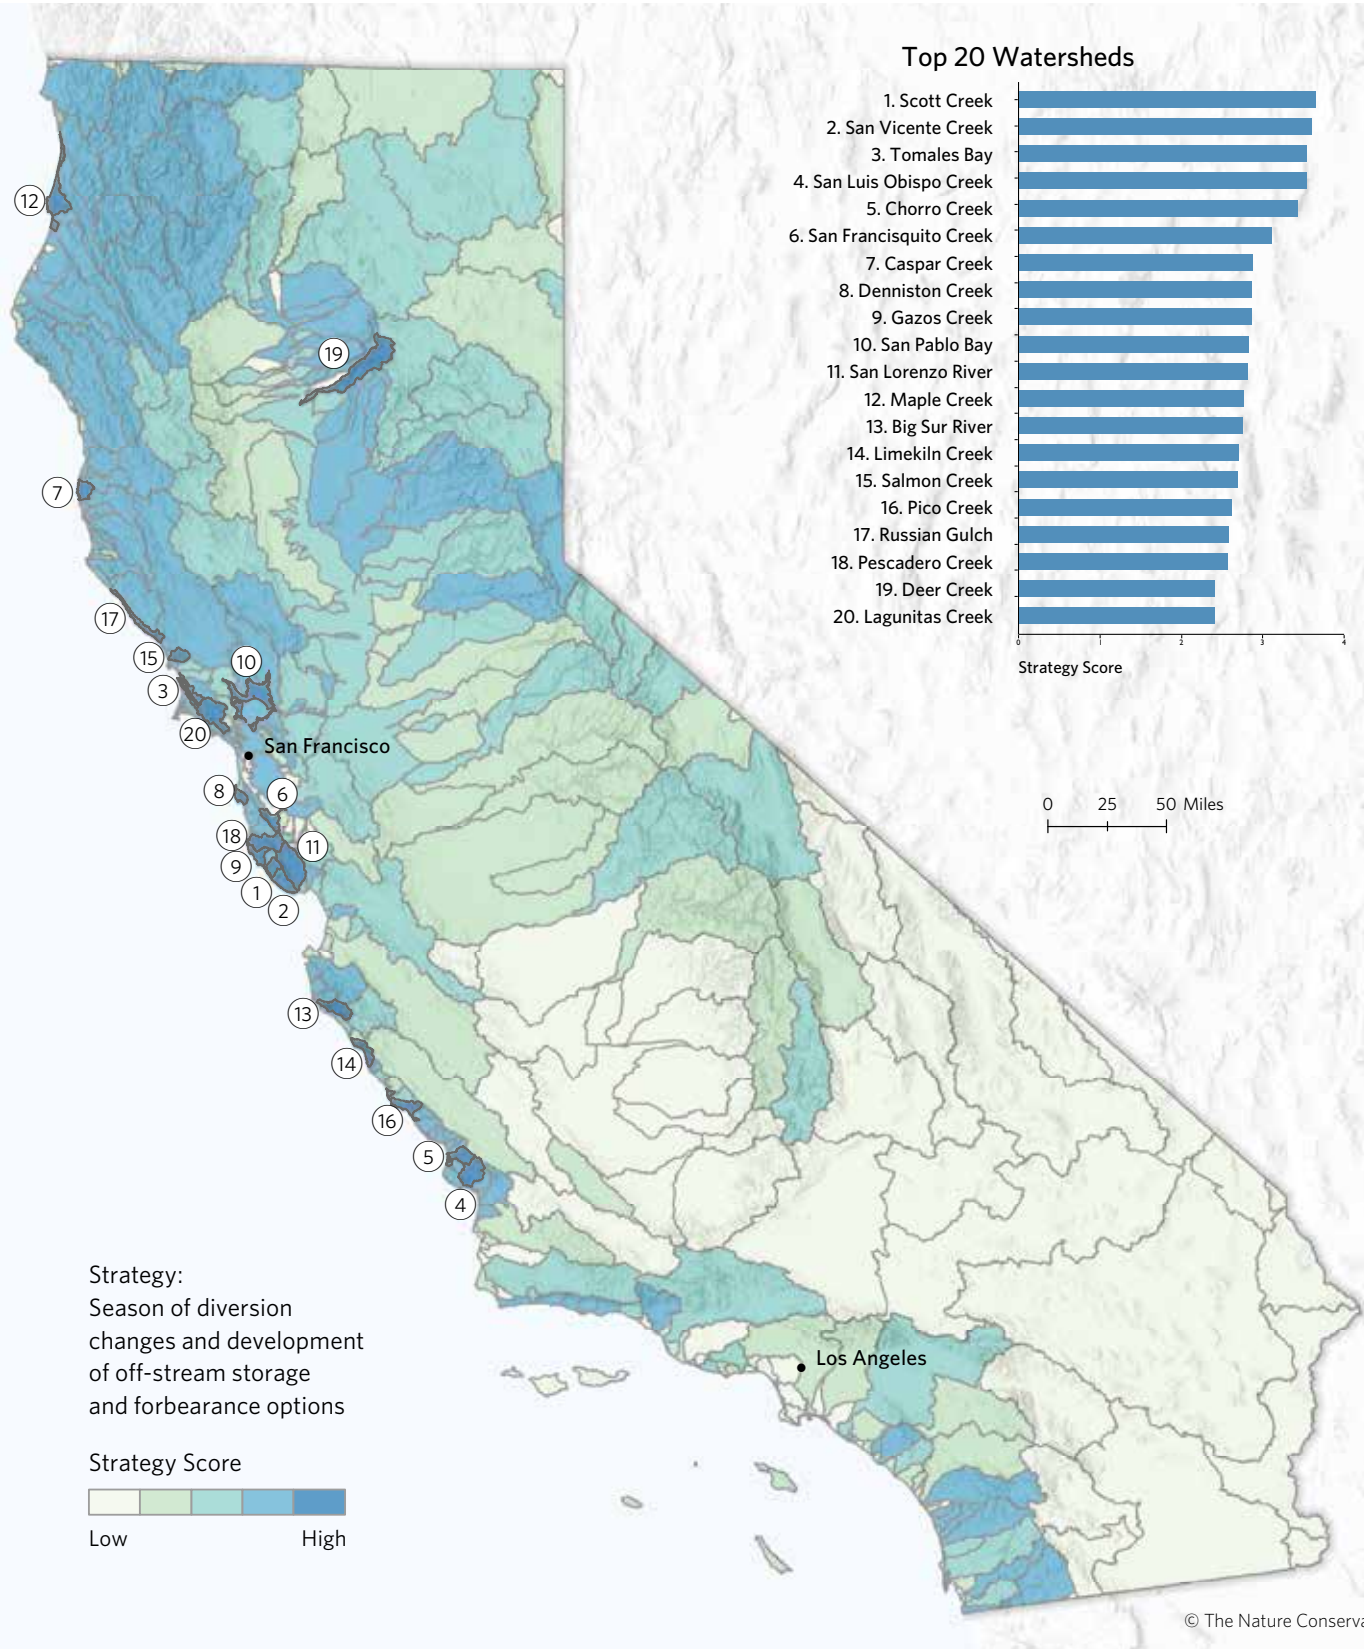 Top 20 Watersheds
1. Scott Creek
2. San Vicente Creek
3. Tomales Bay
4. San Luis Obispo Creek
5. Chorro Creek
6. San Francisquito Creek
7. Caspar Creek
8. Denniston Creek
9. Gazos Creek
10. San Pablo Bay
11. San Lorenzo River
12. Maple Creek
13. Big Sur River
14. Limekiln Creek
15. Salmon Creek
16. Pico Creek
17. Russian Gulch
18. Pescadero Creek
19. Deer Creek
20. Lagunitas Creek
0 1 2 3 4
Strategy Score
0 25 50 Miles
12
19
7
17
15
10
3
20
San Francisco
8
6
18
11
9
1
2
13
14
16
5
4
Los Angeles
Strategy:
Season of diversion
changes and development
of off-stream storage
and forbearance options
Strategy Score
Low High
© The Nature Conserva